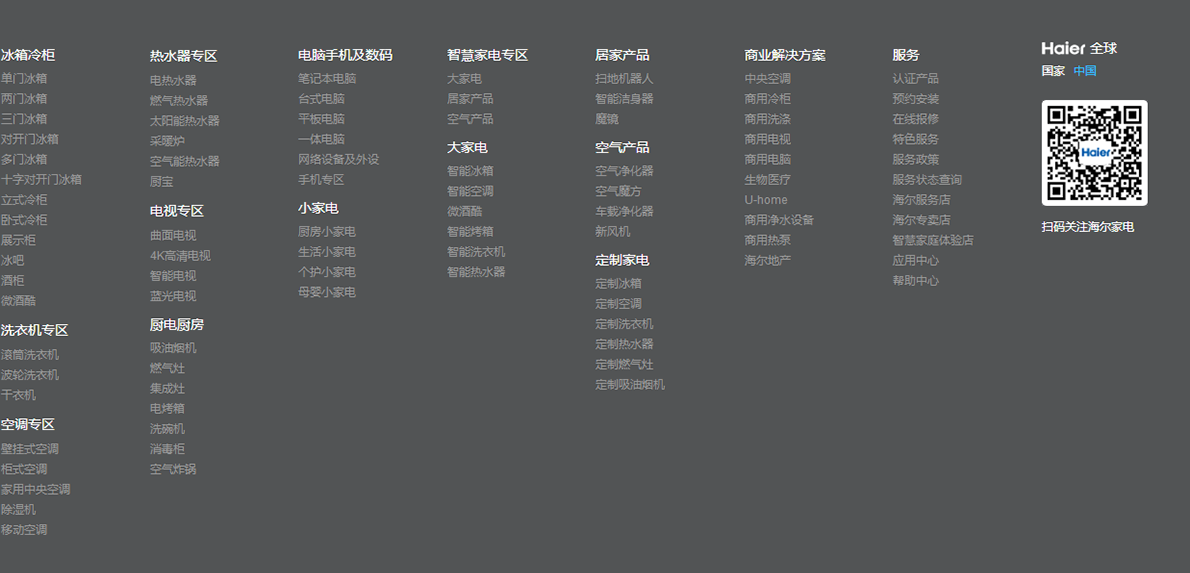 冰箱冷柜
单门冰箱
两门冰箱
三门冰箱
对开门冰箱
多门冰箱
十字对开门冰箱
立式冷柜
卧式冷柜
展示柜
冰吧
酒柜
微酒酷
洗衣机专区
滚筒洗衣机
波轮洗衣机
干衣机
空调专区
壁挂式空调
柜式空调
家用中央空调
除湿机
移动空调
热水器专区
电热水器
燃气热水器
太阳能热水器
采暖炉
空气能热水器
厨宝
电视专区
曲面电视
4K高清电视
智能电视
蓝光电视
厨电厨房
吸油烟机
燃气灶
集成灶
电烤箱
洗碗机
消毒柜
空气炸锅
电脑手机及数码
笔记本电脑
台式电脑
平板电脑
一体电脑
网络设备及外设
手机专区
小家电
厨房小家电
生活小家电
个护小家电
母婴小家电
智慧家电专区
大家电
居家产品
空气产品
大家电
智能冰箱
智能空调
微酒酷
智能烤箱
智能洗衣机
智能热水器
居家产品
扫地机器人
智能洁身器
魔镜
空气产品
空气净化器
空气魔方
车载净化器
新风机
定制家电
定制冰箱
定制空调
定制洗衣机
定制热水器
定制燃气灶
定制吸油烟机
商业解决方案
中央空调
商用冷柜
商用洗涤
商用电视
商用电脑
生物医疗
U-home
商用净水设备
商用热泵
海尔地产
服务
认证产品
预约安装
在线报修
特色服务
服务政策
服务状态查询
海尔服务店
海尔专卖店
智慧家庭体验店
应用中心
帮助中心
Haier 全球
国家 中国
Haier
扫码关注海尔家电